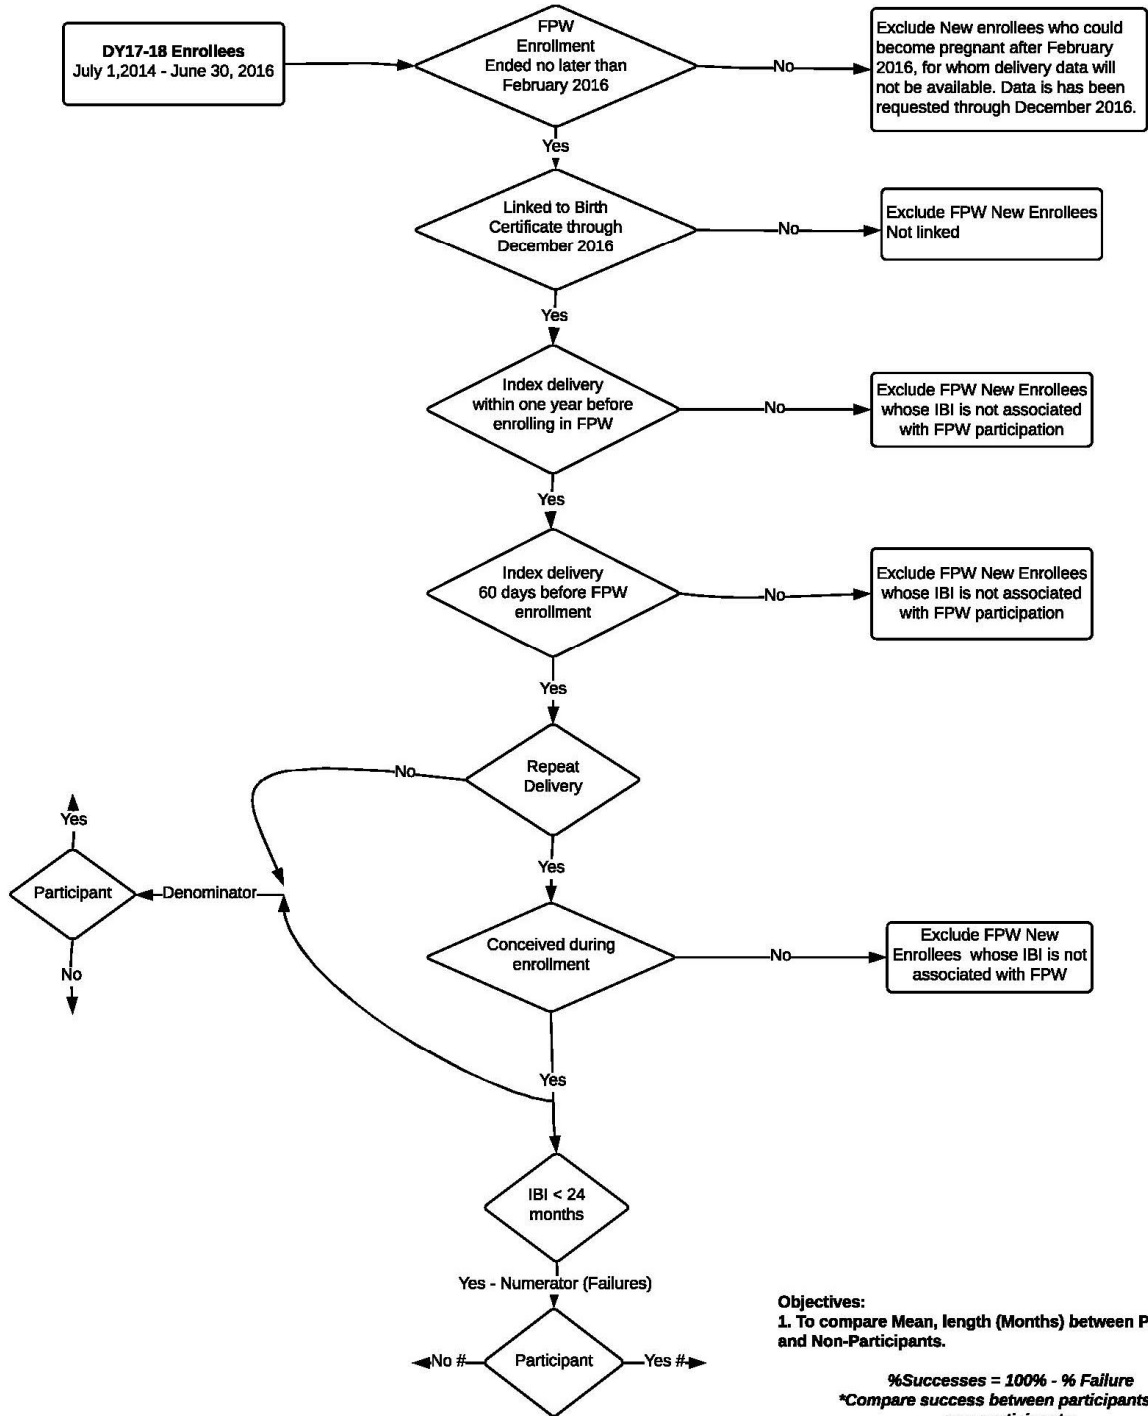 DY17-18 Enrollees
July 1,2014 - June 30, 2016
FPW
Enrollment
Ended no later than
February 2016
No
Exclude New enrollees who could
become pregnant after February
2016, for whom delivery data will
not be available. Data is has been
requested through December 2016.
Yes
Linked to Birth
Certificate through
December 2016
No
Exclude FPW New Enrollees
Not linked
Yes
Index delivery
within one year before
enrolling in FPW
No
Exclude FPW New Enrollees
whose IBI is not associated
with FPW participation
Yes
Index delivery
60 days before FPW
enrollment
No
Exclude FPW New Enrollees
whose IBI is not associated
with FPW participation
Yes
Repeat
Delivery
No
Yes
Participant
Denominator
No
Yes
Conceived during
enrollment
No
Exclude FPW New
Enrollees whose IBI is not
associated with FPW
Yes
IBI < 24
months
Yes - Numerator (Failures)
Participant
No #
Yes #
Objectives:
1. To compare Mean, length (Months) between P
and Non-Participants.
%Successes = 100% - % Failure
*Compare success between participants